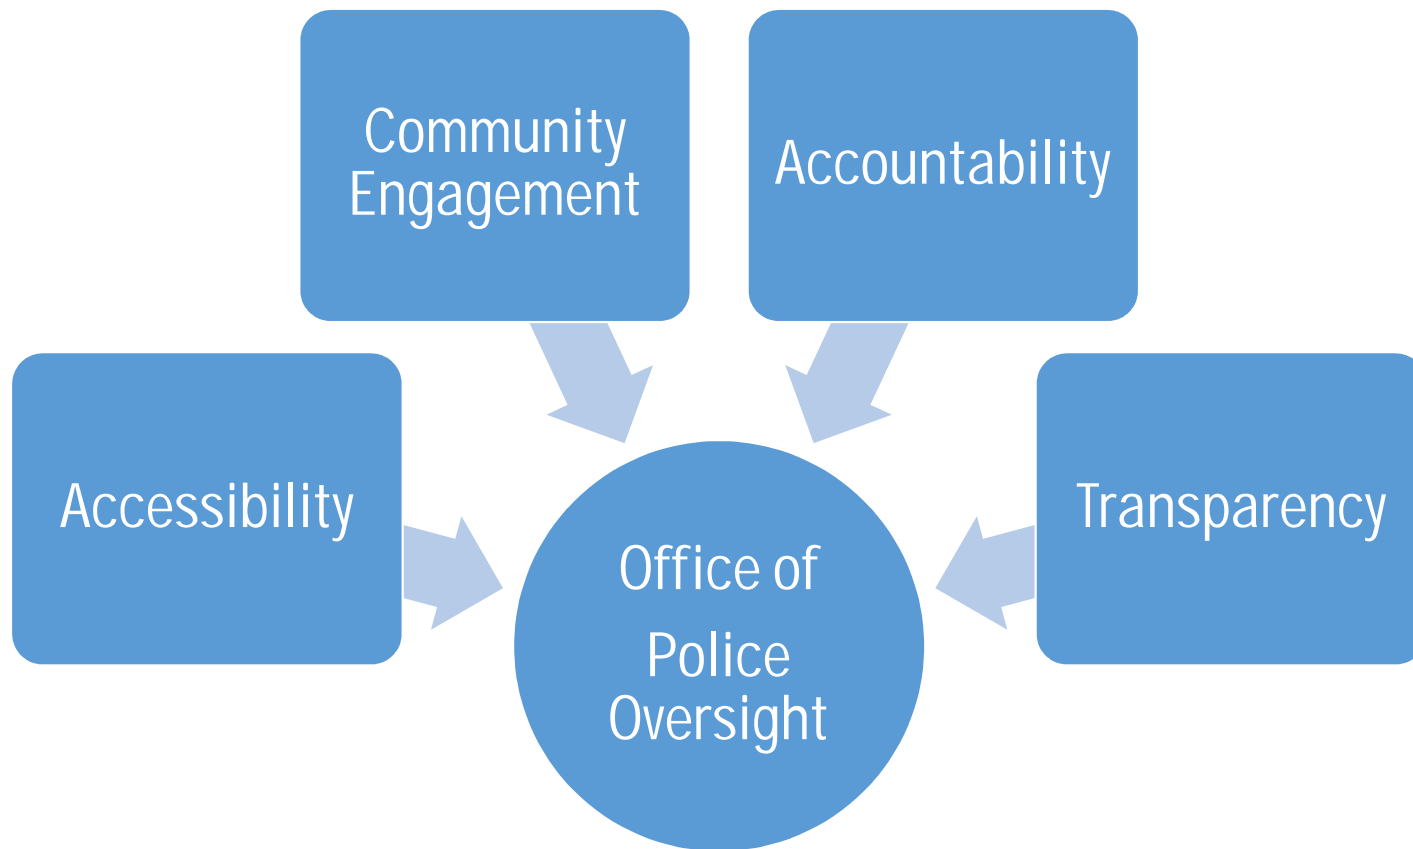 Community
Engagement
Accountability
Accessibility
Transparency
Office of
Police
Oversight